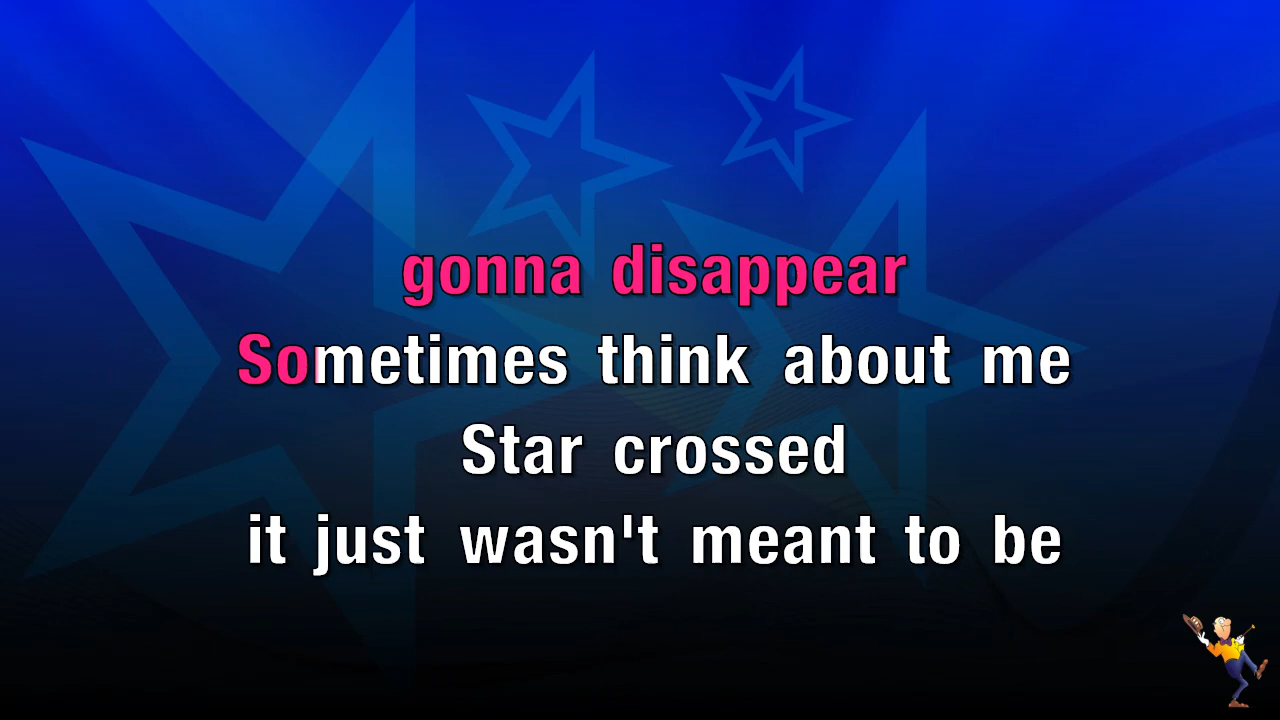 gonna disappear
Sometimes think about me
Star crossed
it just wasn't meant to be